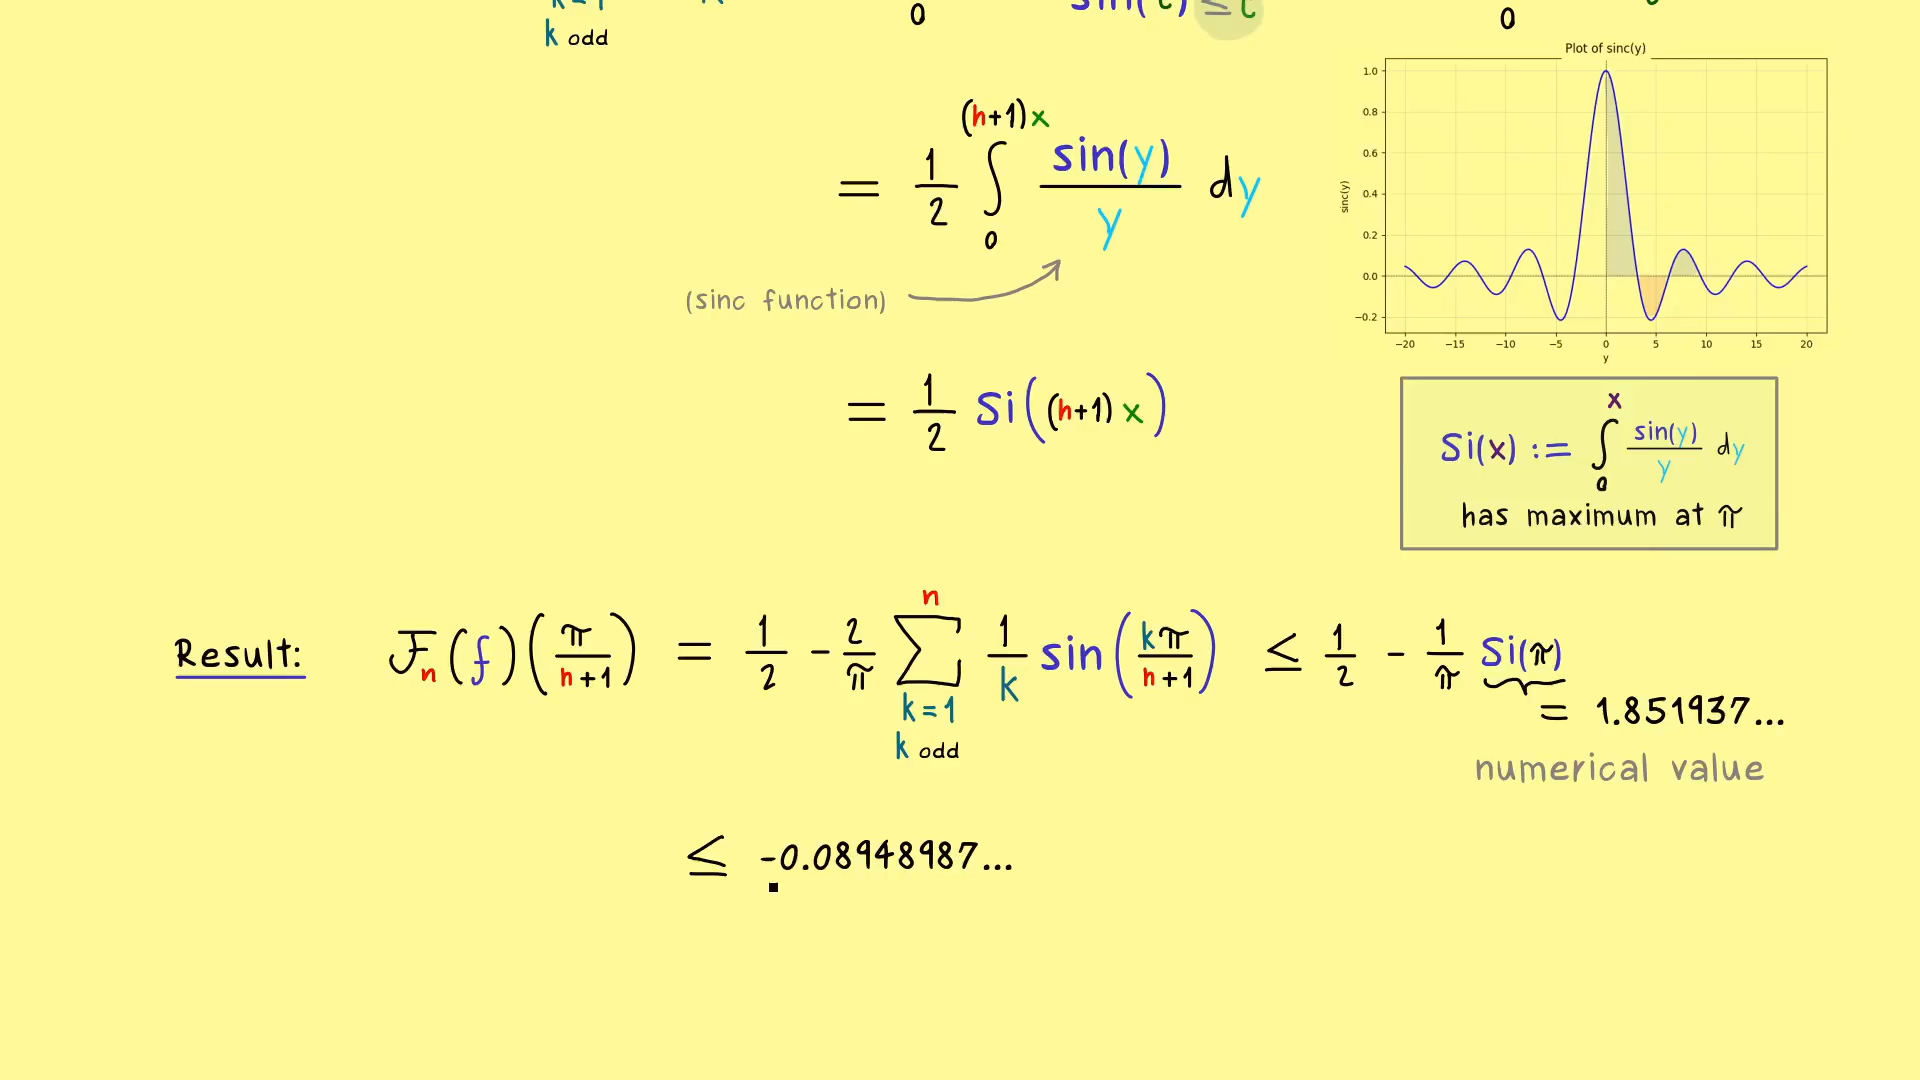 k odd
0
sin(t) ≤ t
0
Plot of sinc(y)
1.0
0.8
0.6
0.4
0.2
0.0
−0.2
sinc(y)
−20 −15 −10 −5 0 5 10 15 20
y
= 1/2 ∫_0^{(n+1)x} sin(y)/y dy
(sinc function)
= 1/2 Si((n+1)x)
Si(x) := ∫_0^x sin(y)/y dy
has maximum at π
Result: ℱ_n(f)(π/(n+1)) = 1/2 - 2/π ∑_{k=1, k odd}^n 1/k sin(kπ/(n+1)) ≤ 1/2 - 1/π Si(π)
= 1.851937...
numerical value
≤ -0.08948987...